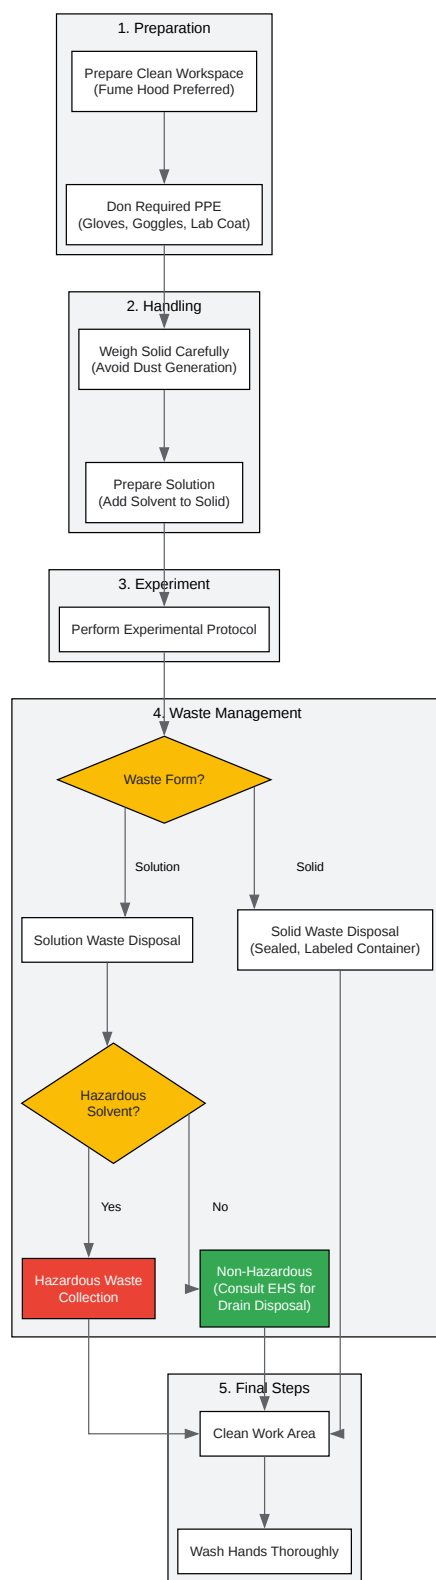 1. Preparation
Prepare Clean Workspace
(Fume Hood Preferred)
Don Required PPE
(Gloves, Goggles, Lab Coat)
2. Handling
Weigh Solid Carefully
(Avoid Dust Generation)
Prepare Solution
(Add Solvent to Solid)
3. Experiment
Perform Experimental Protocol
4. Waste Management
Waste Form?
Solution
Solid
Solution Waste Disposal
Solid Waste Disposal
(Sealed, Labeled Container)
Hazardous
Solvent?
Yes
No
Hazardous Waste
Collection
Non-Hazardous
(Consult EHS for
Drain Disposal)
5. Final Steps
Clean Work Area
Wash Hands Thoroughly